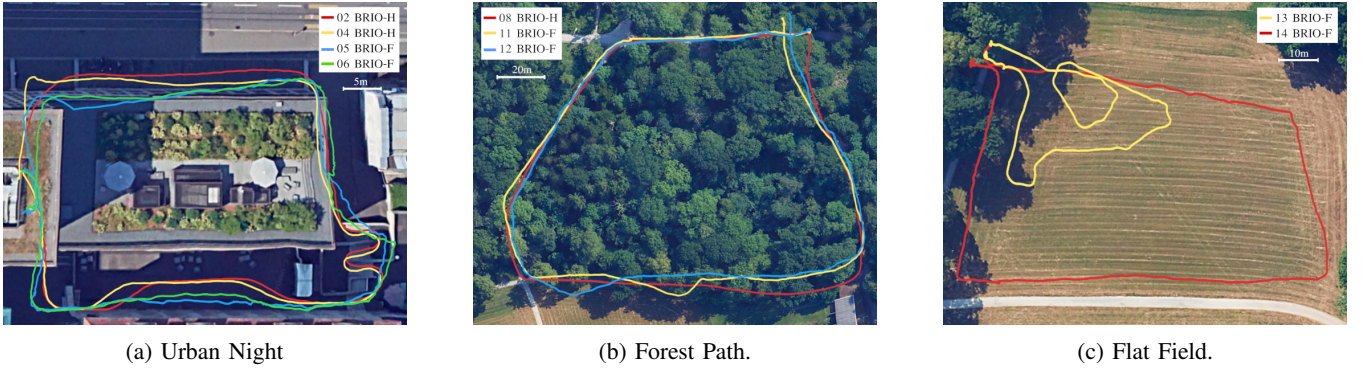 02 BRIO-H
04 BRIO-H
05 BRIO-F
06 BRIO-F
5m
08 BRIO-H
11 BRIO-F
12 BRIO-F
20m
13 BRIO-F
14 BRIO-F
10m
(a) Urban Night
(b) Forest Path.
(c) Flat Field.